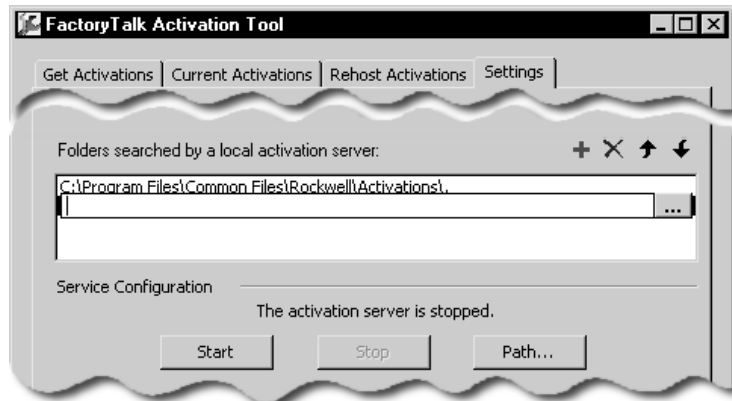 FactoryTalk Activation Tool
Get Activations Current Activations Rehost Activations Settings
Folders searched by a local activation server:
C:\Program Files\Common Files\Rockwell\Activations\.
...
Service Configuration
The activation server is stopped.
Start Stop Path...